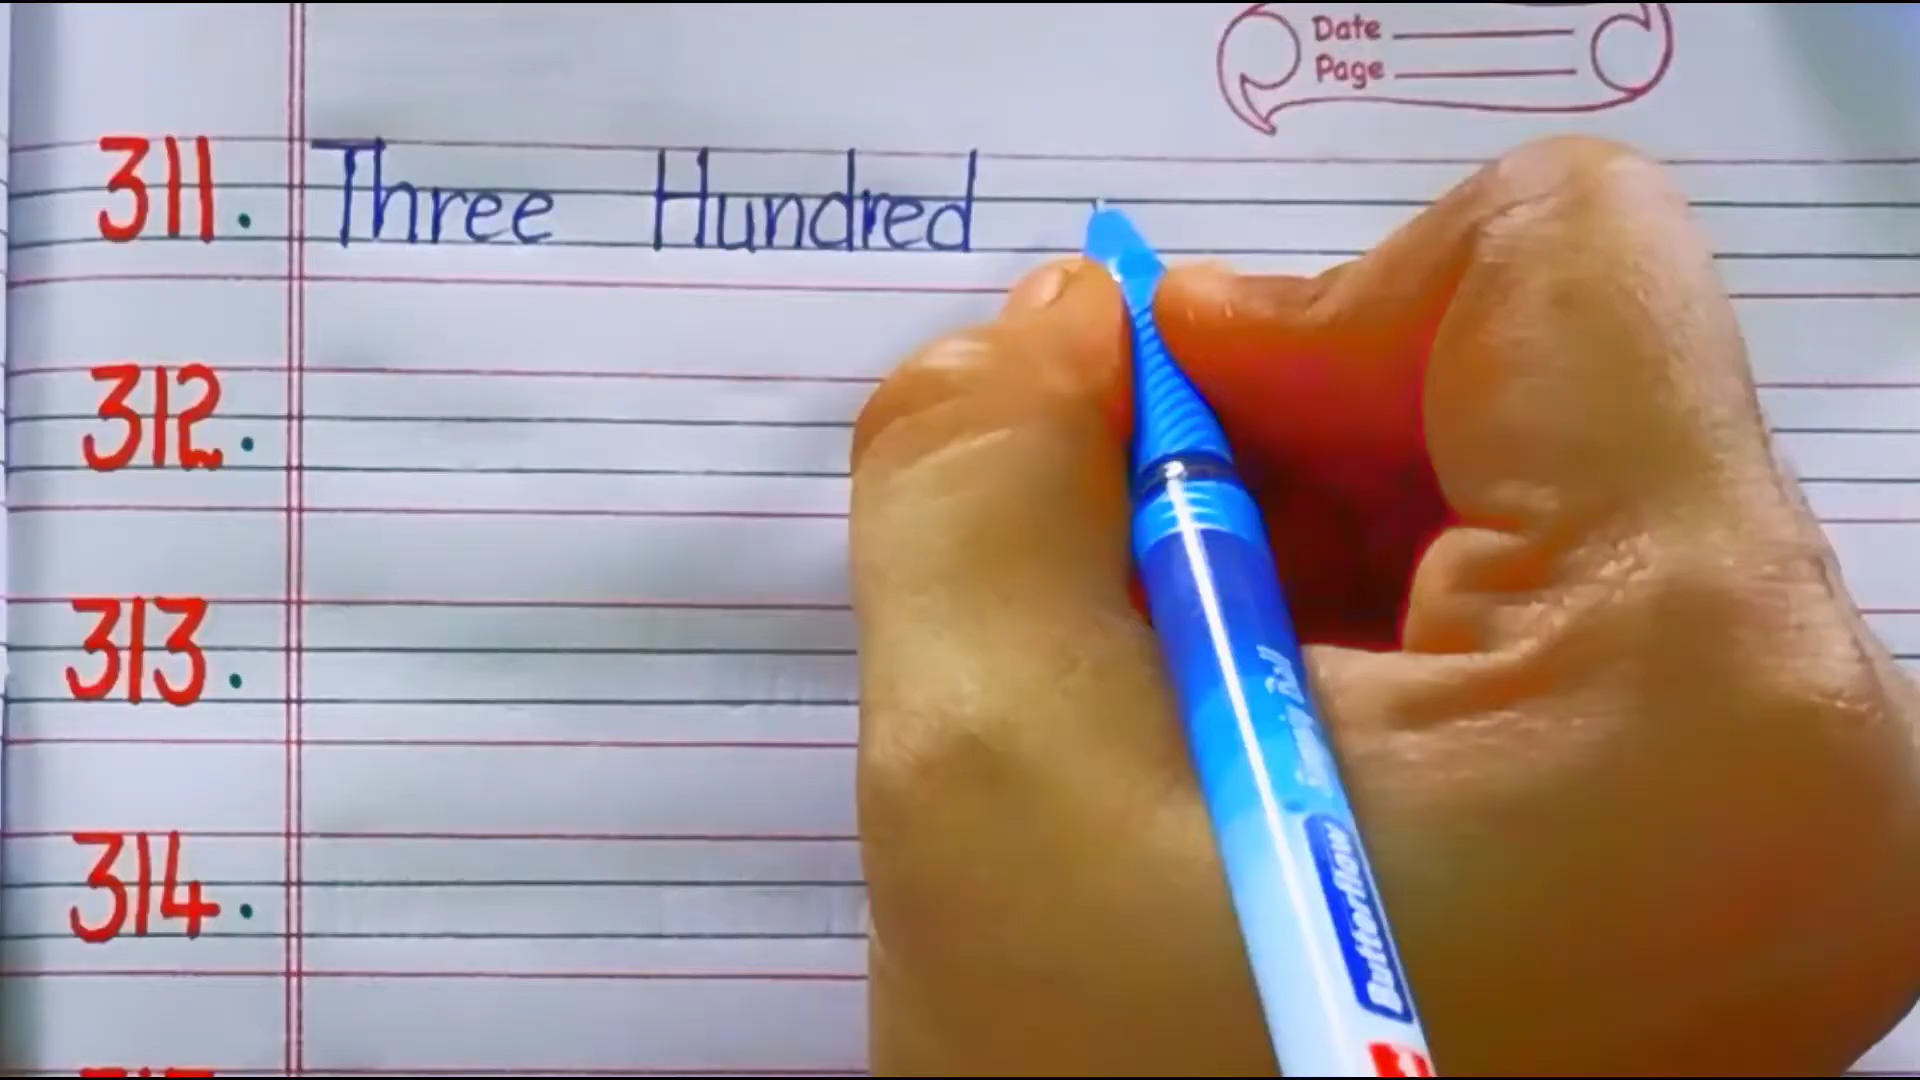 Date
Page
311. Three Hundred
312.
313.
314.
Butterflow